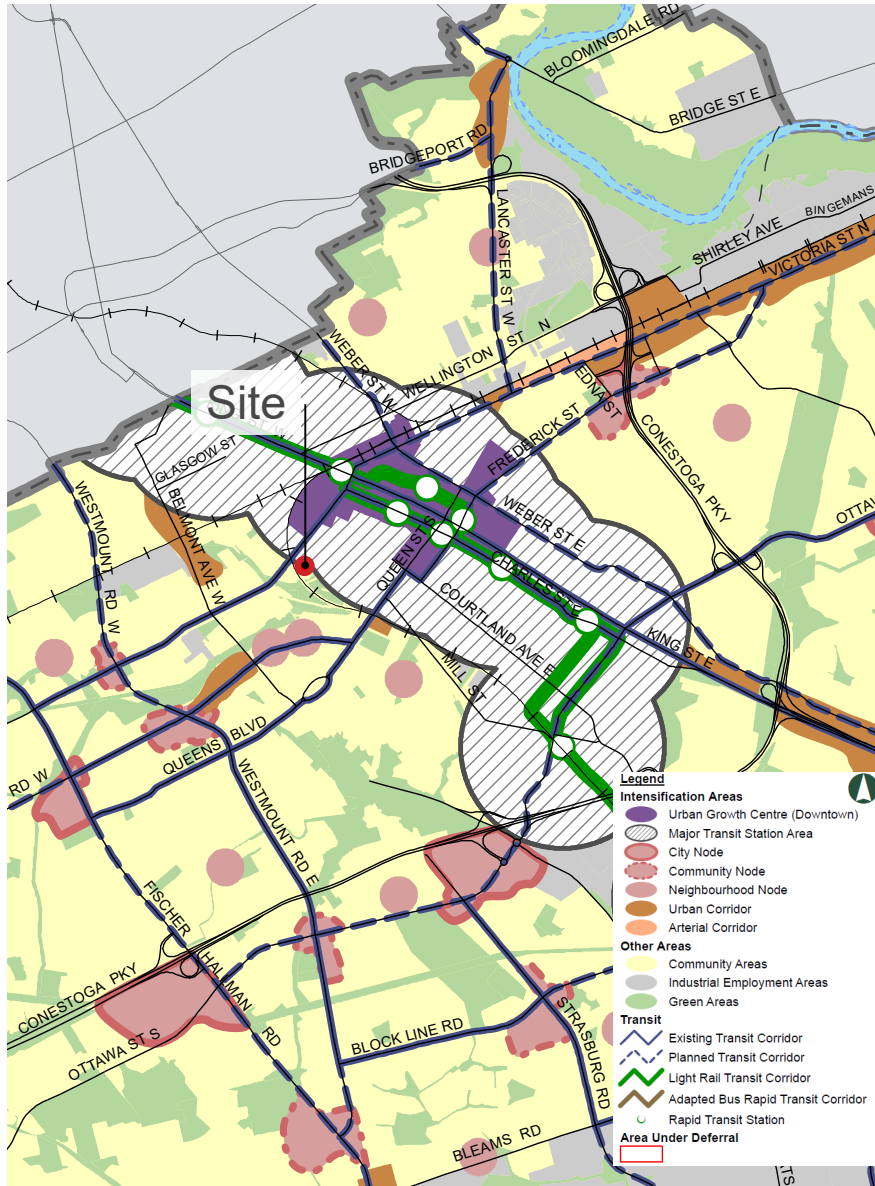 BLOOMINGDALE RD
BRIDGE ST E
BRIDGEPORT RD
LANCASTER ST W
BINGEMANS
SHIRLEY AVE
VICTORIA ST N
WEBER ST W
WELLINGTON ST N
EDNA ST
Site
ST W
GLASGOW ST
FREDERICK ST
CONESTOGA PKY
BELMONT AVE W
WESTMOUNT RD W
WEBER ST E
OTTAWA
QUEEN ST S
CHARLES ST E
COURTLAND AVE E
KING ST E
MILL ST
QUEENS BLVD
RD W
WESTMOUNT RD E
FISCHER HALLMAN RD
CONESTOGA PKY
OTTAWA ST S
BLOCK LINE RD
STRASBURG RD
BLEAMS RD
Legend
Intensification Areas
Urban Growth Centre (Downtown)
Major Transit Station Area
City Node
Community Node
Neighbourhood Node
Urban Corridor
Arterial Corridor
Other Areas
Community Areas
Industrial Employment Areas
Green Areas
Transit
Existing Transit Corridor
Planned Transit Corridor
Light Rail Transit Corridor
Adapted Bus Rapid Transit Corridor
Rapid Transit Station
Area Under Deferral